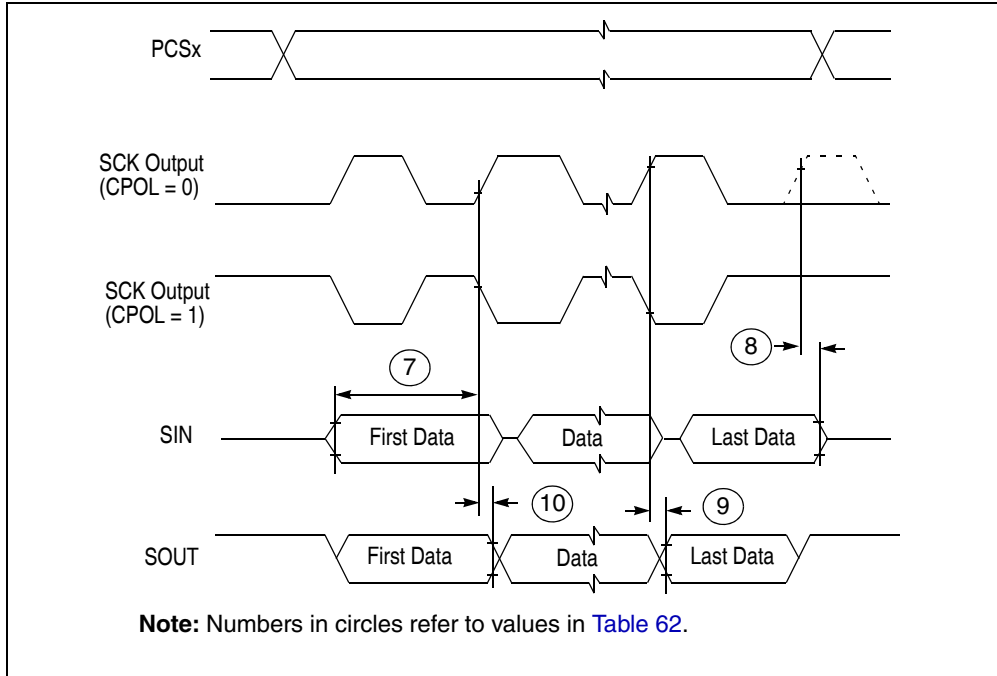 PCSx
SCK Output
(CPOL = 0)
SCK Output
(CPOL = 1)
8
7
SIN
First Data
Data
Last Data
10
9
SOUT
First Data
Data
Last Data
Note: Numbers in circles refer to values in Table 62.